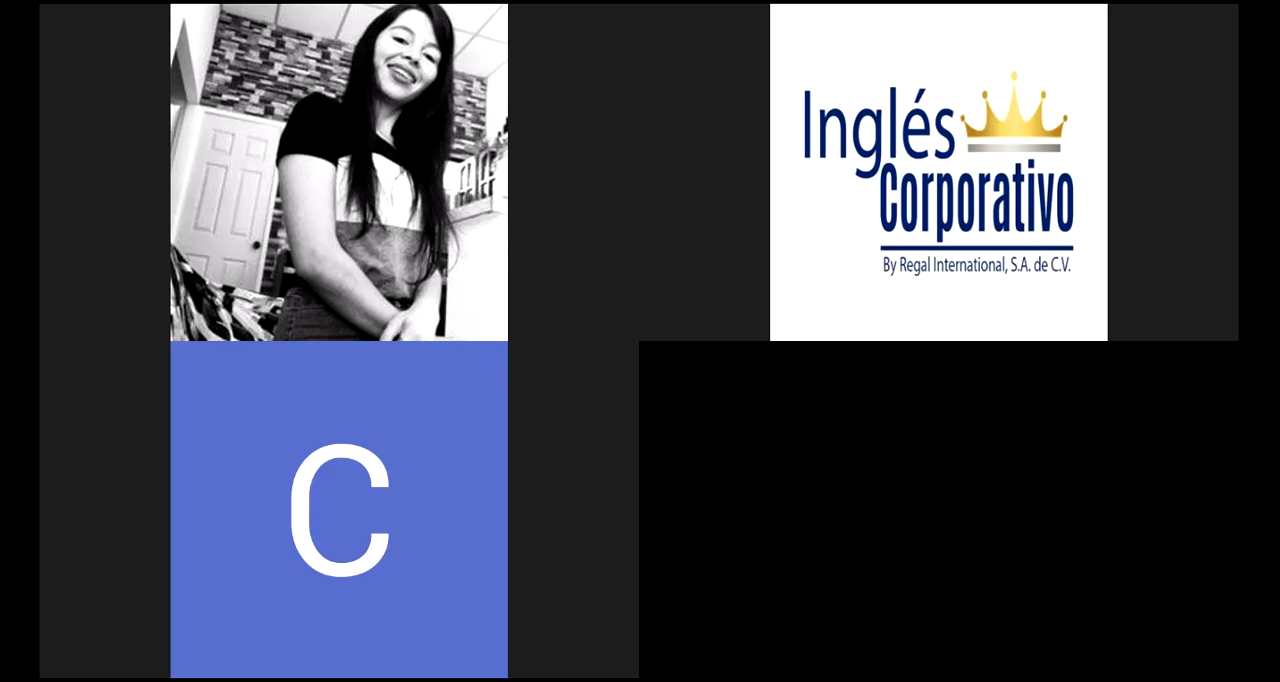 Inglés
Corporativo
By Regal International, S.A. de C.V.
C